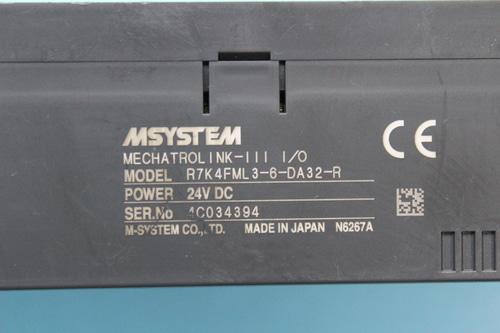 MSYSTEM
CE
MECHATROLINK-III I/O
MODEL R7K4FML3-6-DA32-R
POWER 24V DC
SER.No 4C034394
M-SYSTEM CO.,LTD. MADE IN JAPAN N6267A